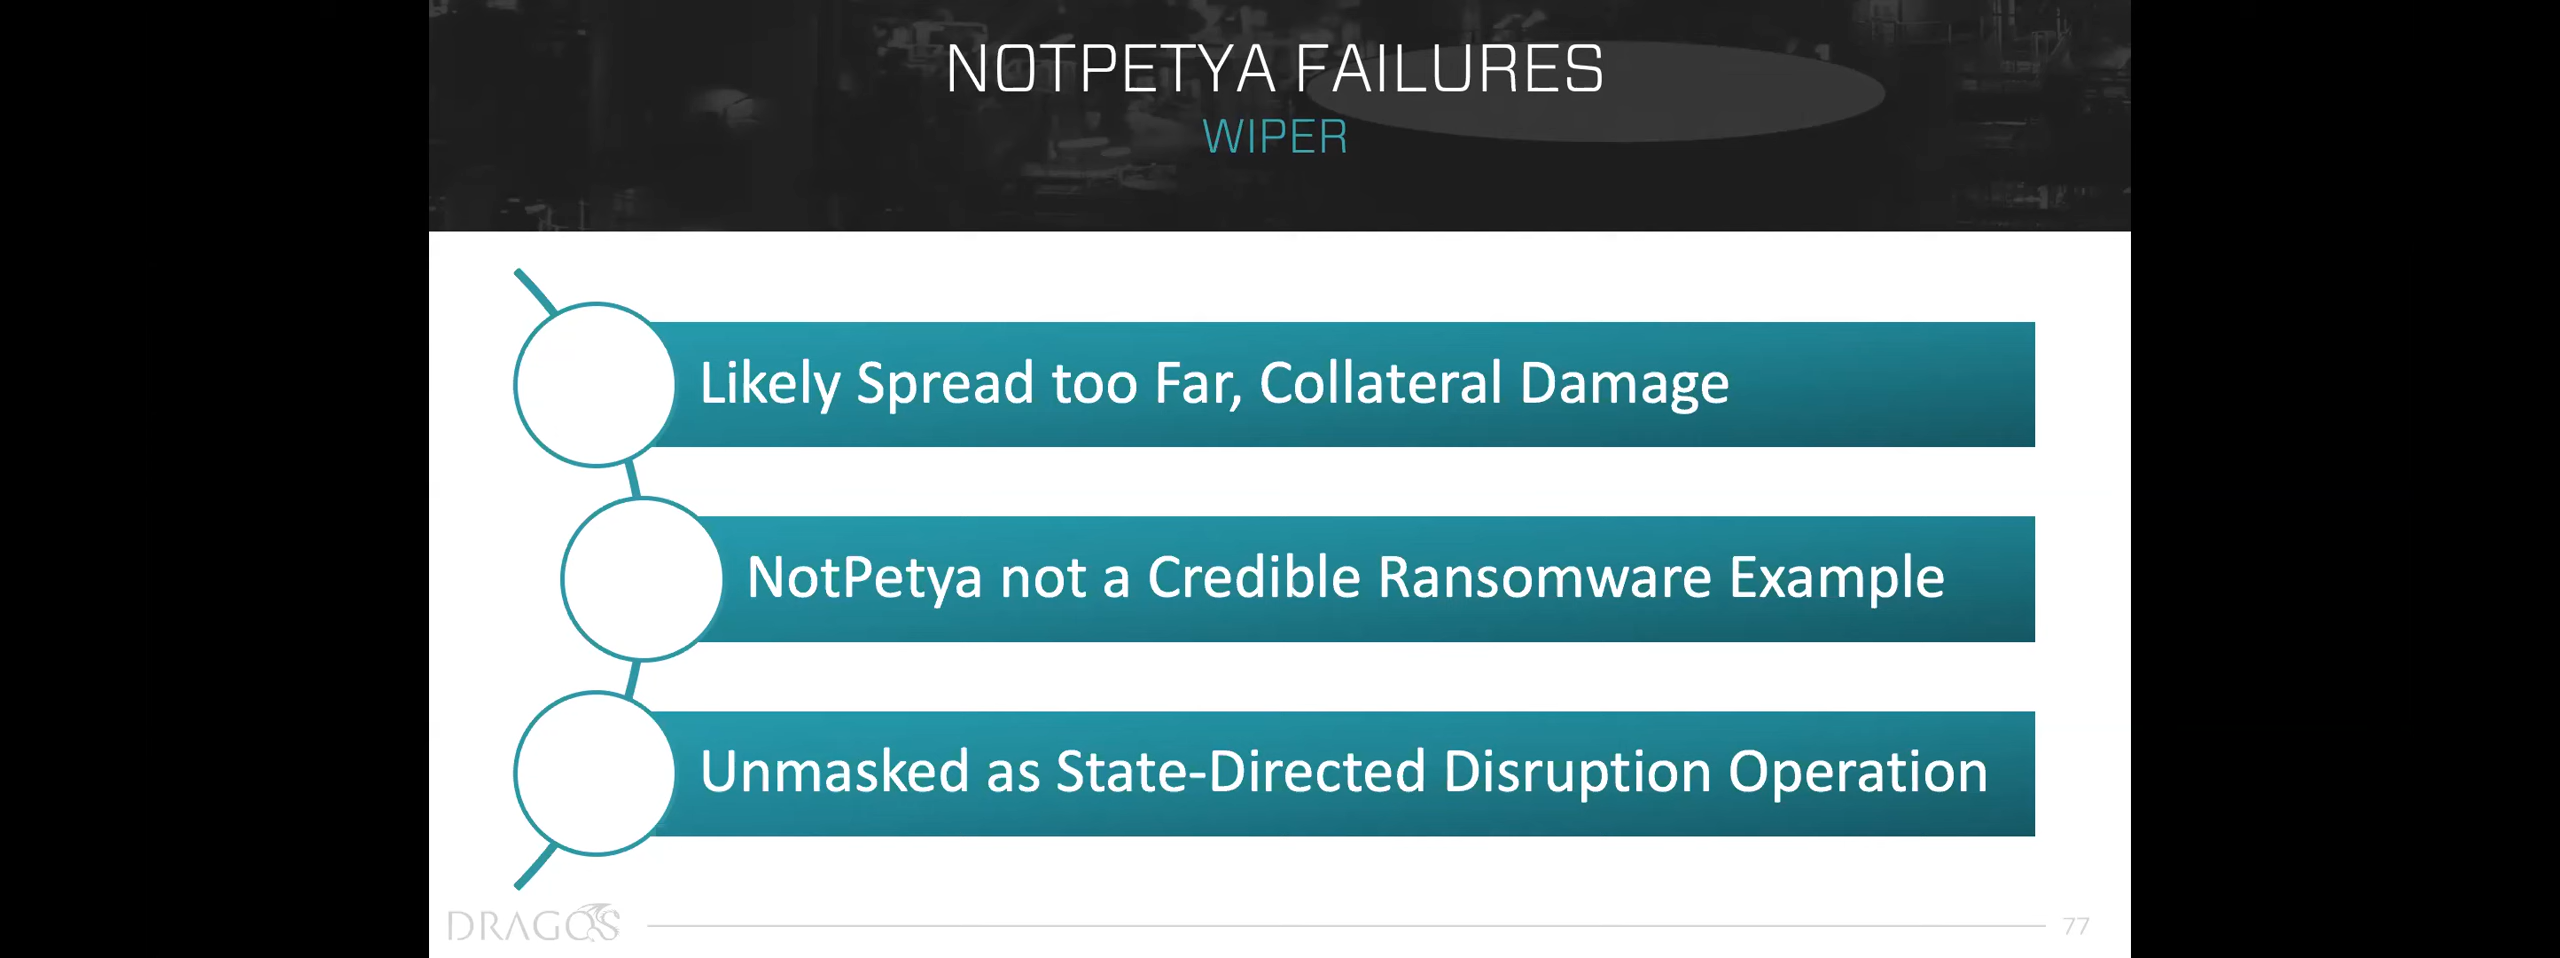 NOTPETYA FAILURES
WIPER
Likely Spread too Far, Collateral Damage
NotPetya not a Credible Ransomware Example
Unmasked as State-Directed Disruption Operation
DRAGOS
77